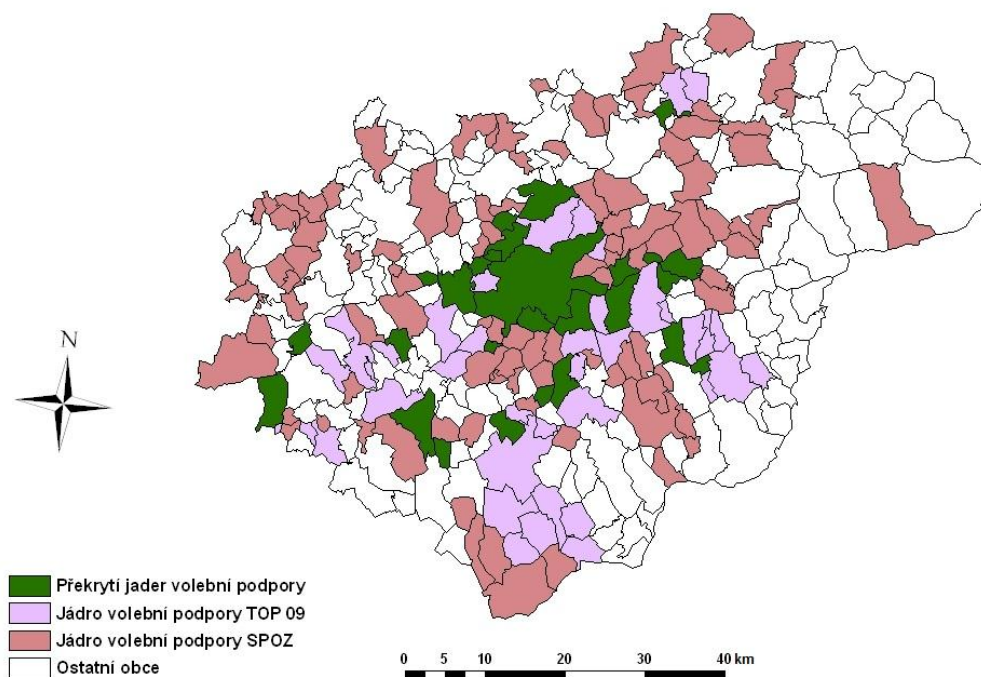 N
Překrytí jader volební podpory
Jádro volební podpory TOP 09
Jádro volební podpory SPOZ
Ostatní obce
0 5 10 20 30 40 km